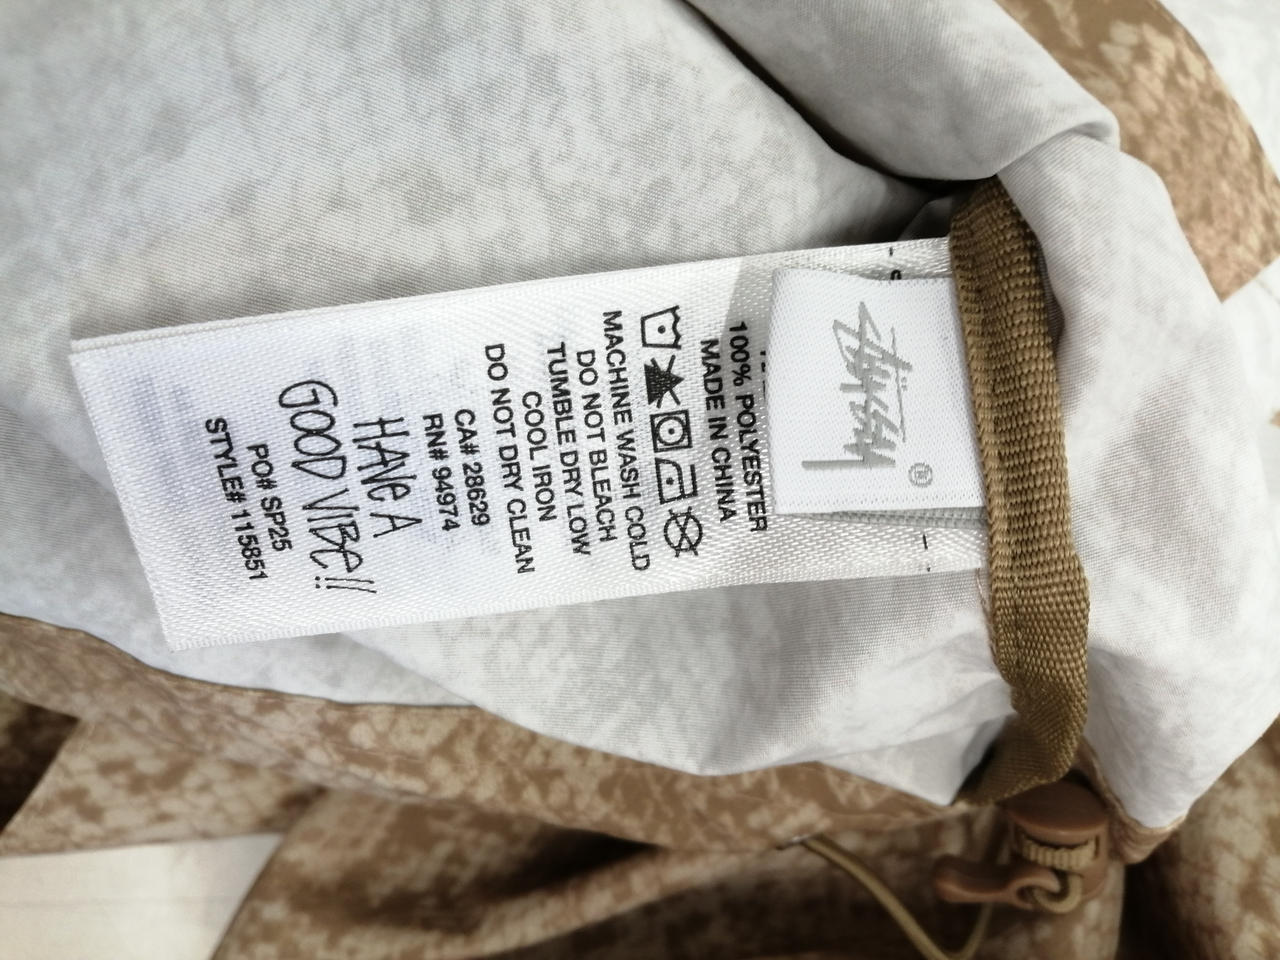 STÜSSY®
100% POLYESTER
MADE IN CHINA
MACHINE WASH COLD
DO NOT BLEACH
TUMBLE DRY LOW
COOL IRON
DO NOT DRY CLEAN
CA# 28629
RN# 94974
HAVE A
GOOD VIBE!!
PO# SP25
STYLE# 115851